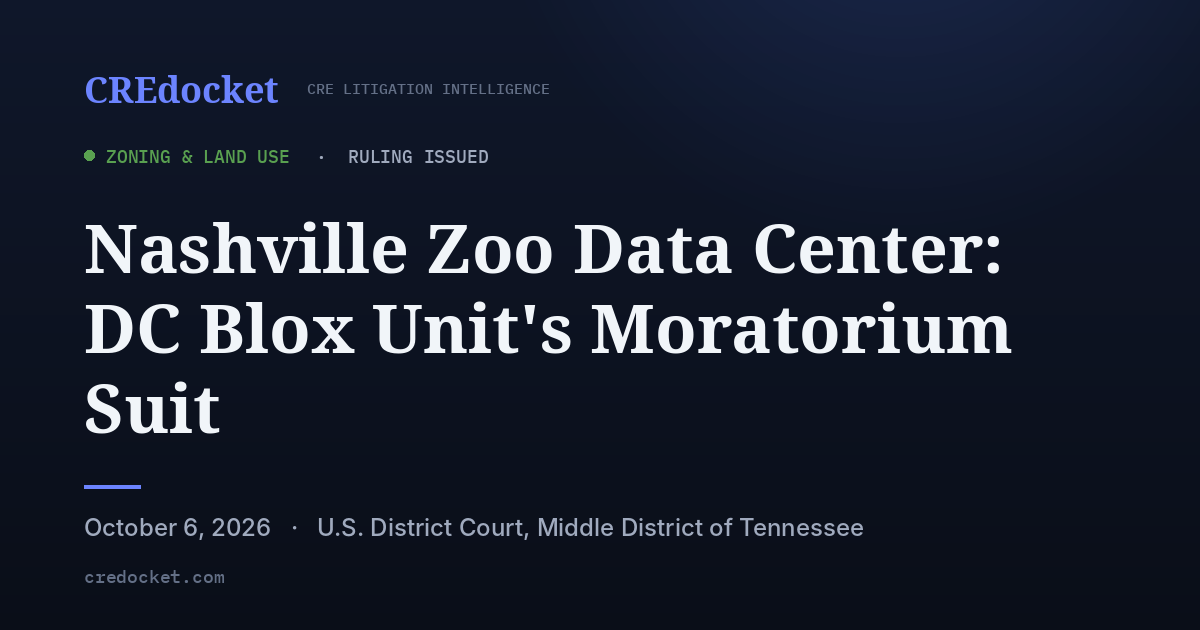 CREdocket CRE LITIGATION INTELLIGENCE
ZONING & LAND USE · RULING ISSUED
Nashville Zoo Data Center:
DC Blox Unit's Moratorium
Suit
October 6, 2026 · U.S. District Court, Middle District of Tennessee
credocket.com